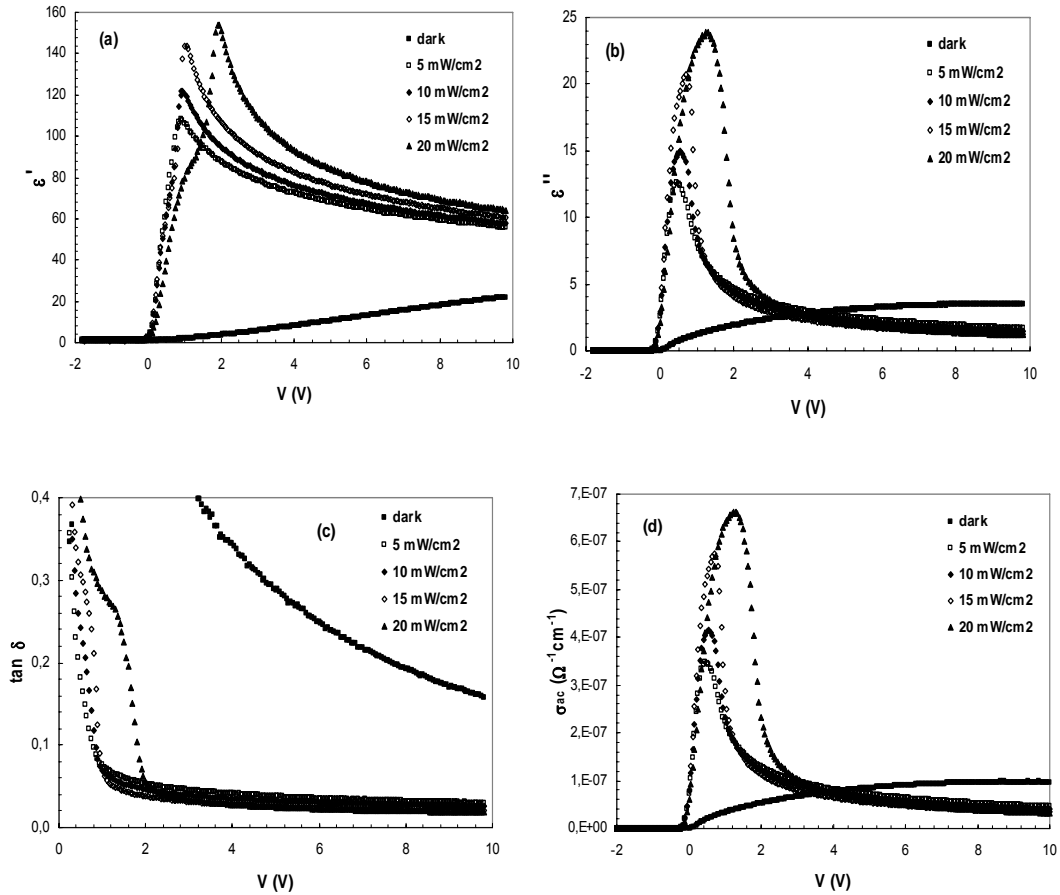 (a)
ε'
160
140
120
100
80
60
40
20
0
-2 0 2 4 6 8 10
V (V)
dark
5 mW/cm2
10 mW/cm2
15 mW/cm2
20 mW/cm2
(b)
ε''
25
20
15
10
5
0
-2 0 2 4 6 8 10
V (V)
dark
5 mW/cm2
10 mW/cm2
15 mW/cm2
20 mW/cm2
(c)
tan δ
0,4
0,3
0,2
0,1
0,0
0 2 4 6 8 10
V (V)
dark
5 mW/cm2
10 mW/cm2
15 mW/cm2
20 mW/cm2
(d)
σac (Ω⁻¹cm⁻¹)
7,E-07
6,E-07
5,E-07
4,E-07
3,E-07
2,E-07
1,E-07
0,E+00
-2 0 2 4 6 8 10
V (V)
dark
5 mW/cm2
10 mW/cm2
15 mW/cm2
20 mW/cm2